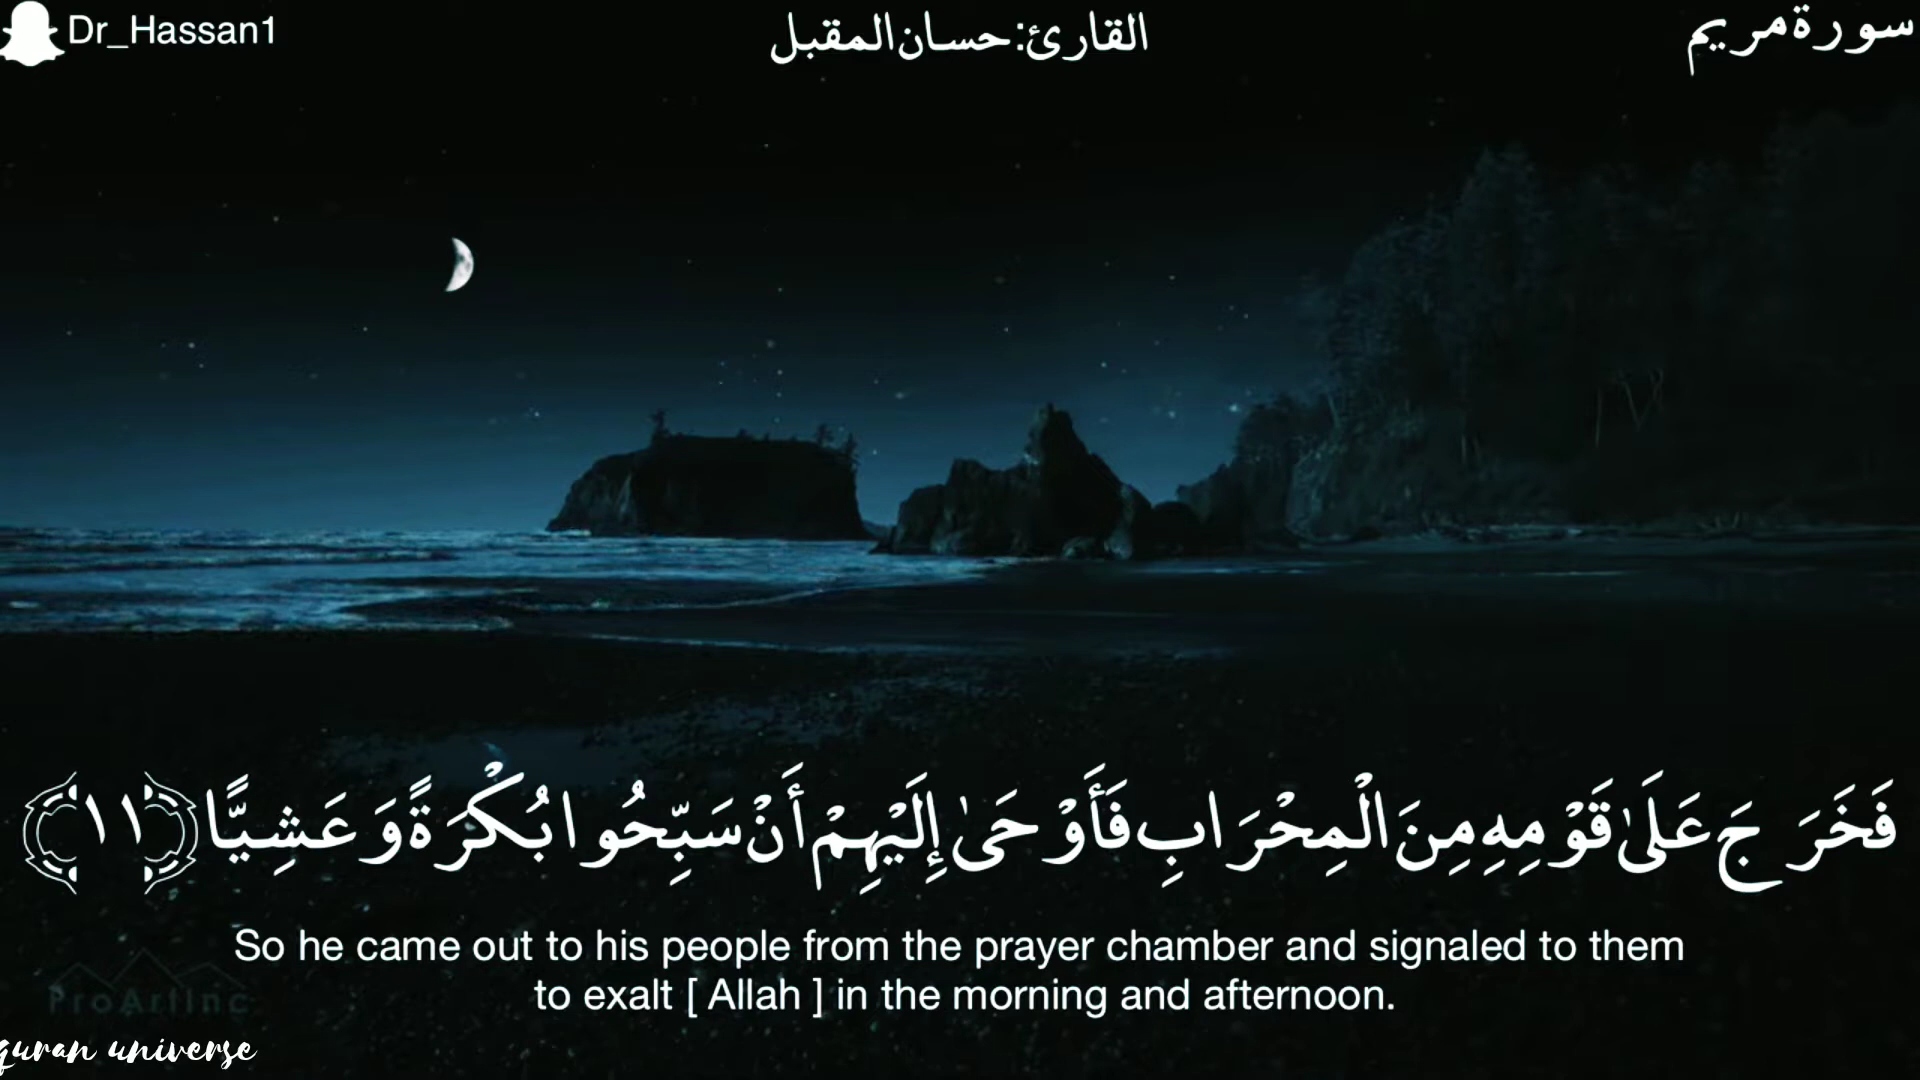 Dr_Hassan1
القارئ:حسان المقبل
سورة مريم
فَخَرَجَ عَلَىٰ قَوْمِهِ مِنَ الْمِحْرَابِ فَأَوْحَىٰ إِلَيْهِمْ أَنْ سَبِّحُوا بُكْرَةً وَعَشِيًّا ١١
So he came out to his people from the prayer chamber and signaled to them
to exalt [ Allah ] in the morning and afternoon.
ProArtInc
quran universe